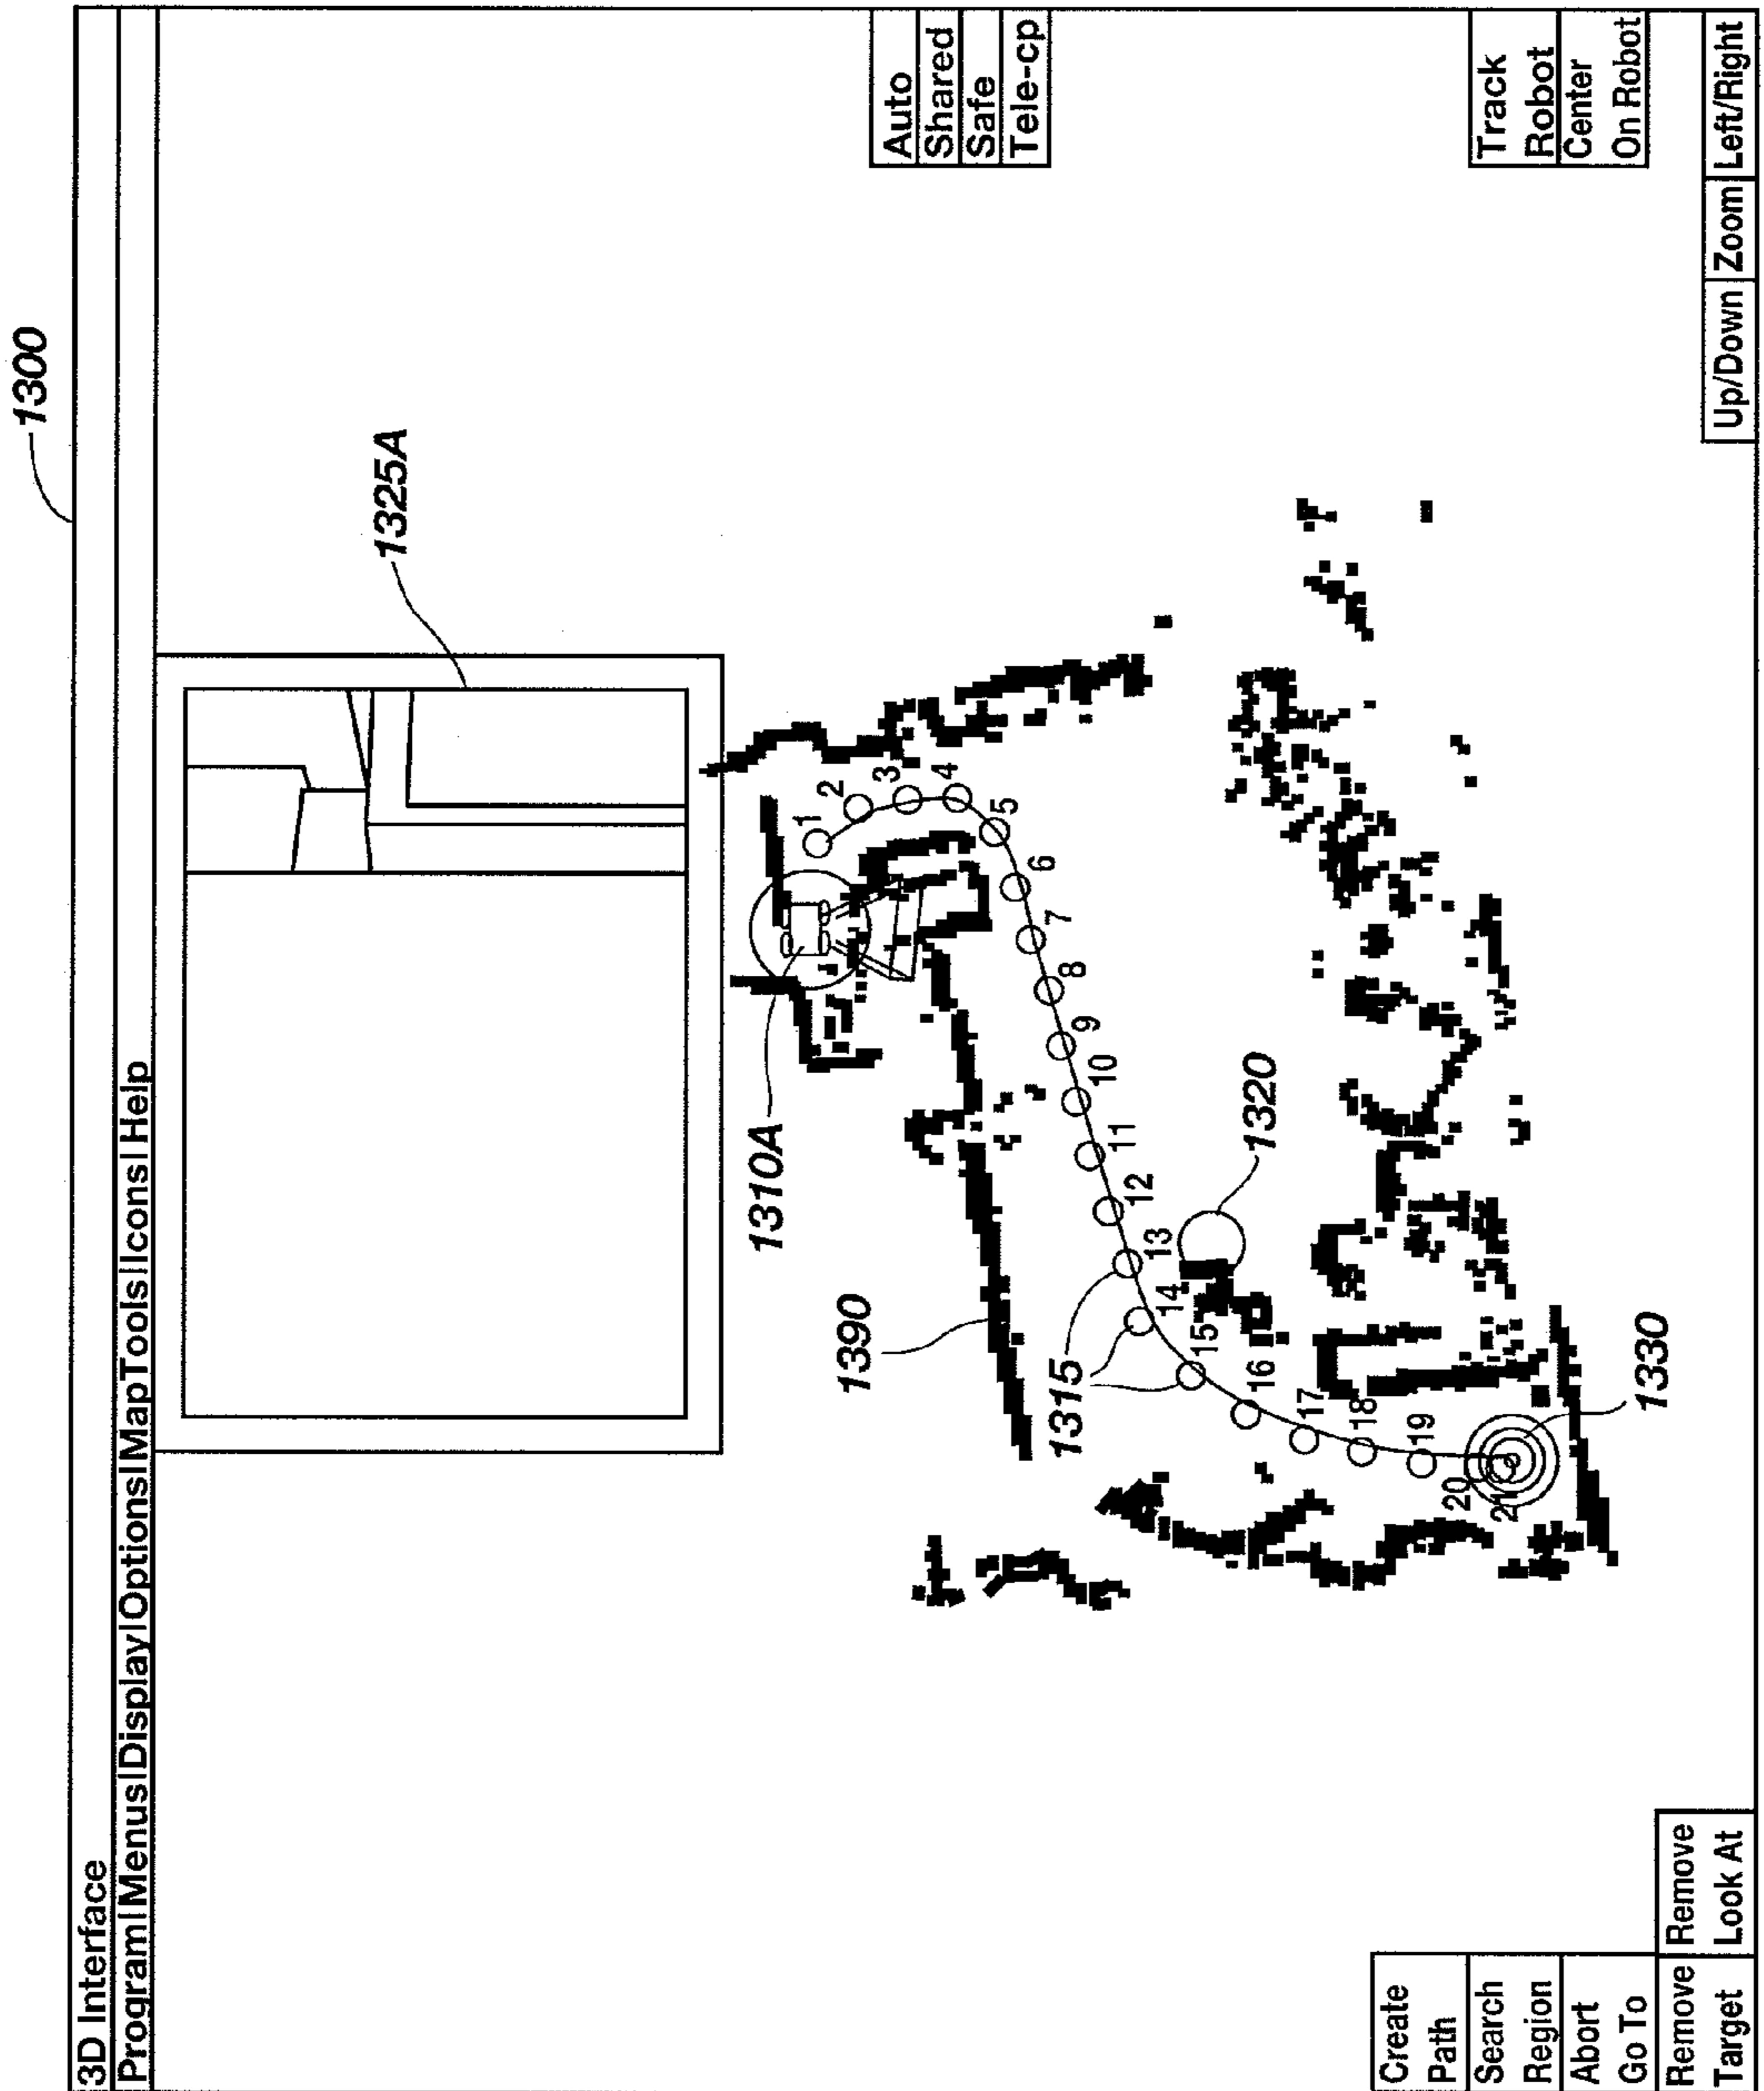 1300
3D Interface
Program|Menus|Display|Options|MapTools|Icons|Help
1325A
1310A
1390
1315
1320
1330
1
2
3
4
5
6
7
8
9
10
11
12
13
14
15
16
17
18
19
20
21
Auto
Shared
Safe
Tele-cp
Track
Robot
Center
On Robot
Up/Down Zoom Left/Right
Create
Path
Search
Region
Abort
Go To
Remove Remove
Target Look At